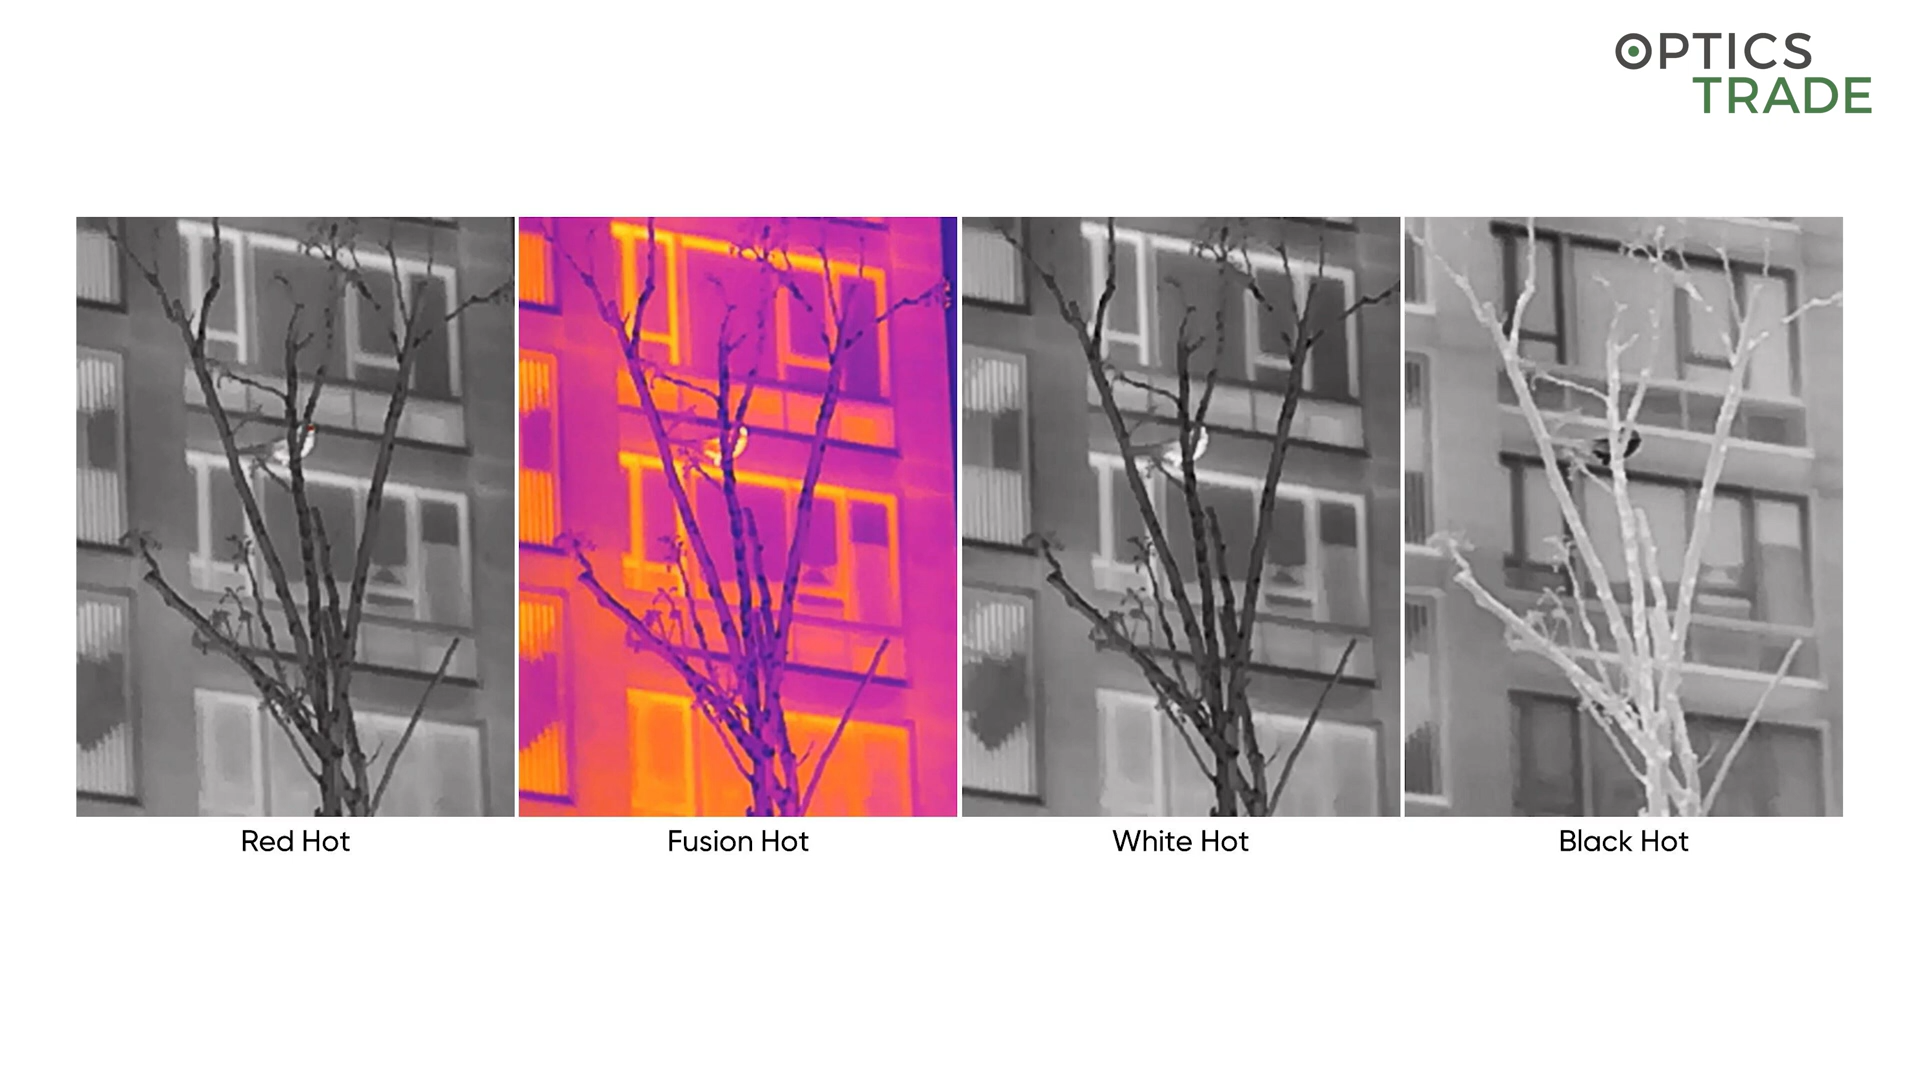 OPTICS
TRADE
Red Hot
Fusion Hot
White Hot
Black Hot